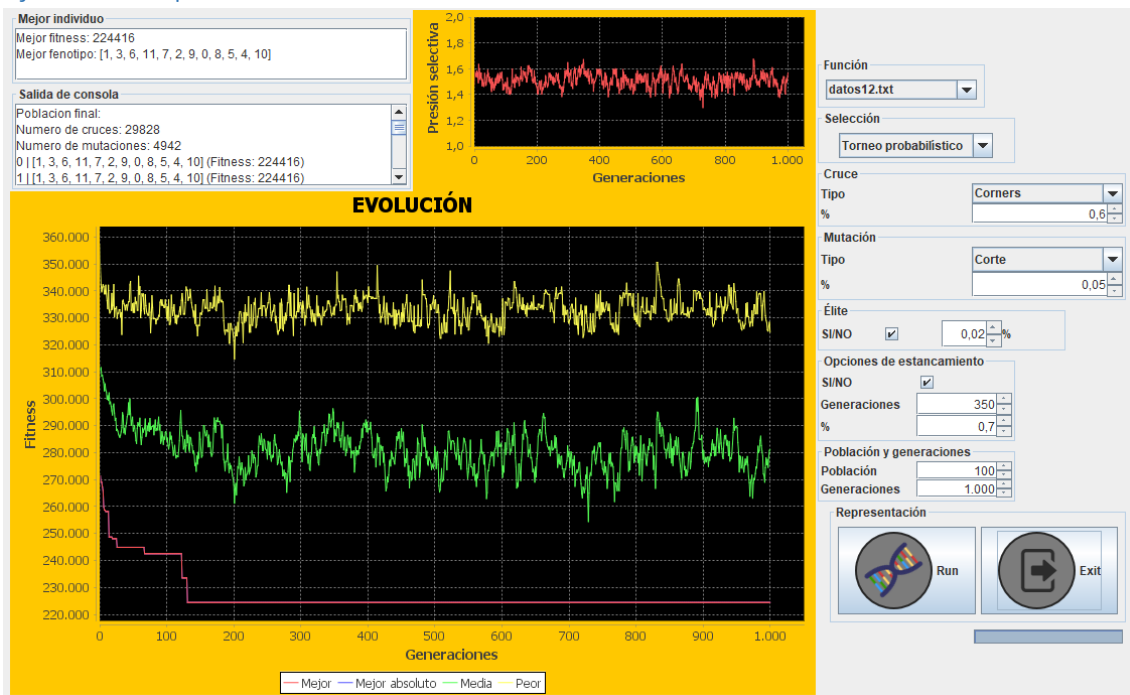 Mejor individuo
Mejor fitness: 224416
Mejor fenotipo: [1, 3, 6, 11, 7, 2, 9, 0, 8, 5, 4, 10]
Salida de consola
Poblacion final:
Numero de cruces: 29828
Numero de mutaciones: 4942
0 | [1, 3, 6, 11, 7, 2, 9, 0, 8, 5, 4, 10] (Fitness: 224416)
1 | [1, 3, 6, 11, 7, 2, 9, 0, 8, 5, 4, 10] (Fitness: 224416)
Presión selectiva
2,0
1,8
1,6
1,4
1,2
1,0
0 200 400 600 800 1.000
Generaciones
EVOLUCIÓN
Fitness
360.000
350.000
340.000
330.000
320.000
310.000
300.000
290.000
280.000
270.000
260.000
250.000
240.000
230.000
220.000
0 100 200 300 400 500 600 700 800 900 1.000
Generaciones
Mejor Mejor absoluto Media Peor
Función
datos12.txt
Selección
Torneo probabilístico
Cruce
Tipo Corners
% 0,6
Mutación
Tipo Corte
% 0,05
Élite
SI/NO 0,02 %
Opciones de estancamiento
SI/NO
Generaciones 350
% 0,7
Población y generaciones
Población 100
Generaciones 1.000
Representación
Run Exit